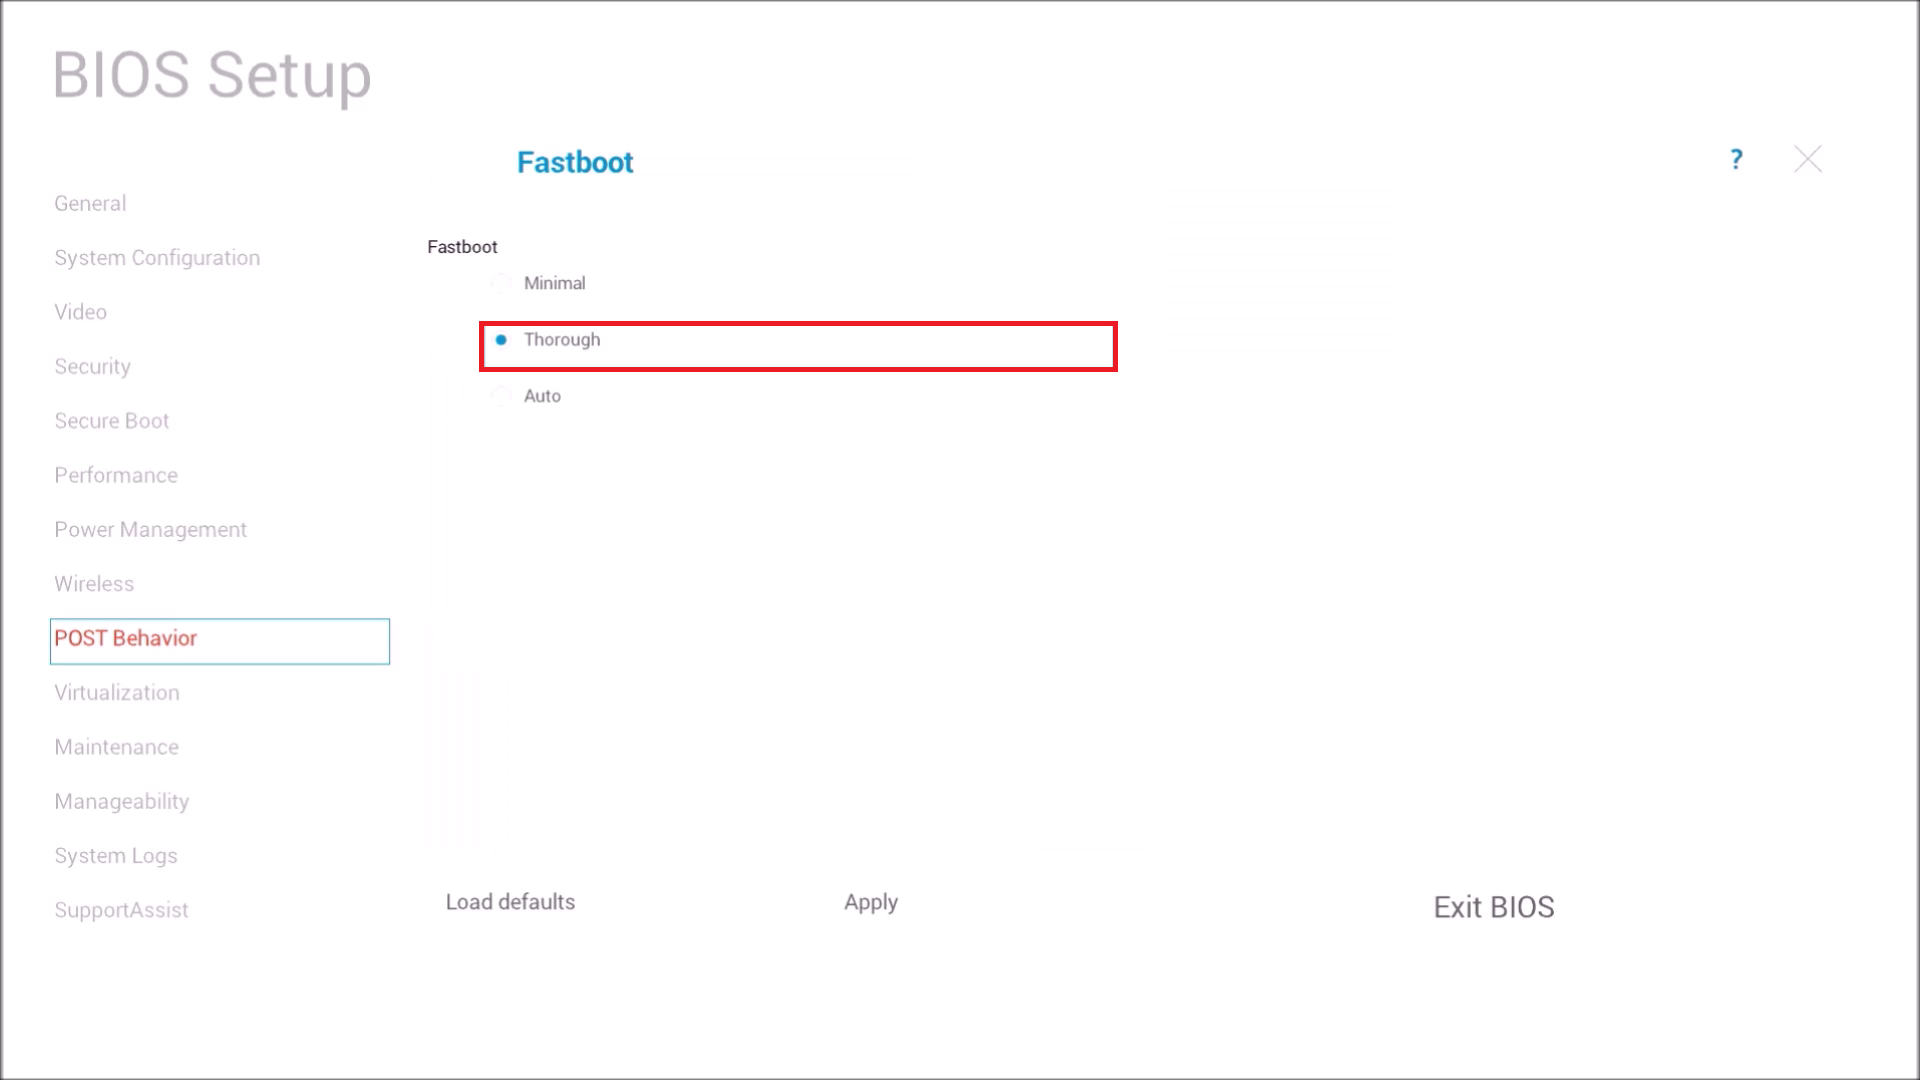 BIOS Setup
Fastboot
?
General
System Configuration
Video
Security
Secure Boot
Performance
Power Management
Wireless
POST Behavior
Virtualization
Maintenance
Manageability
System Logs
SupportAssist
Fastboot
Minimal
Thorough
Auto
Load defaults
Apply
Exit BIOS